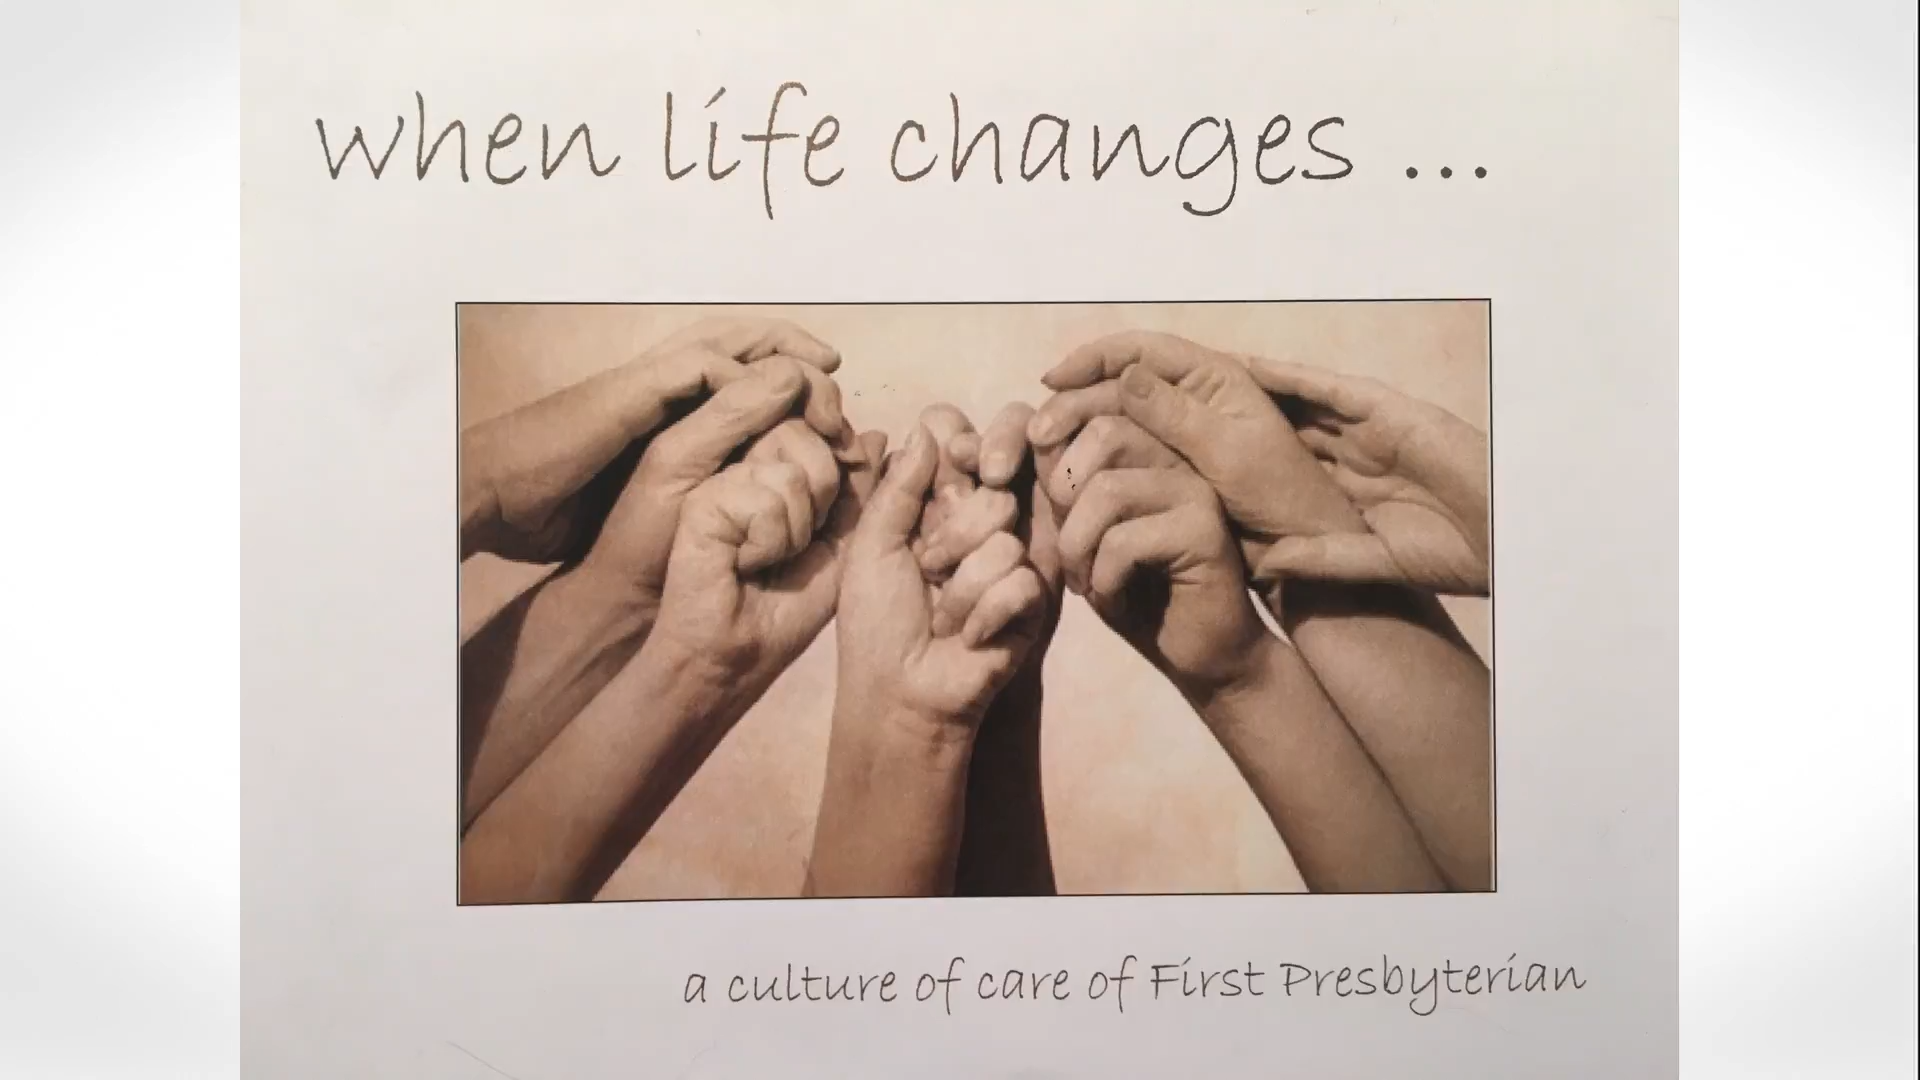 when life changes ...
a culture of care of First Presbyterian